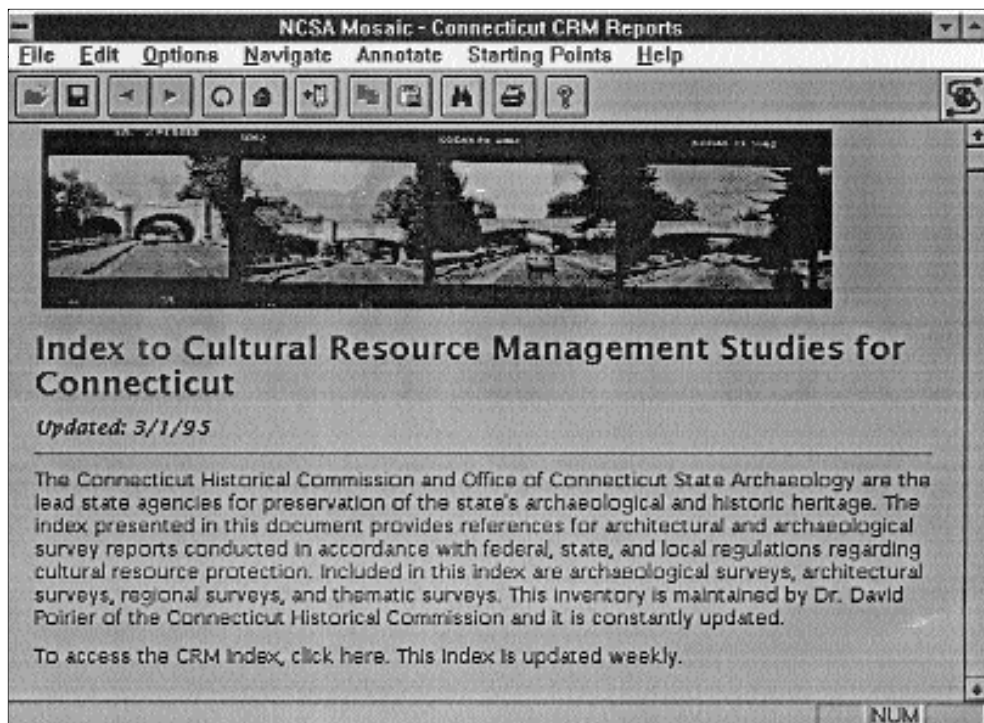 NCSA Mosaic - Connecticut CRM Reports
File Edit Options Navigate Annotate Starting Points Help
Index to Cultural Resource Management Studies for
Connecticut
Updated: 3/1/95
The Connecticut Historical Commission and Office of Connecticut State Archaeology are the
lead state agencies for preservation of the state's archaeological and historic heritage. The
index presented in this document provides references for architectural and archaeological
survey reports conducted in accordance with federal, state, and local regulations regarding
cultural resource protection. Included in this index are archaeological surveys, architectural
surveys, regional surveys, and thematic surveys. This inventory is maintained by Dr. David
Poirier of the Connecticut Historical Commission and it is constantly updated.
To access the CRM index, click here. This index is updated weekly.
NUM